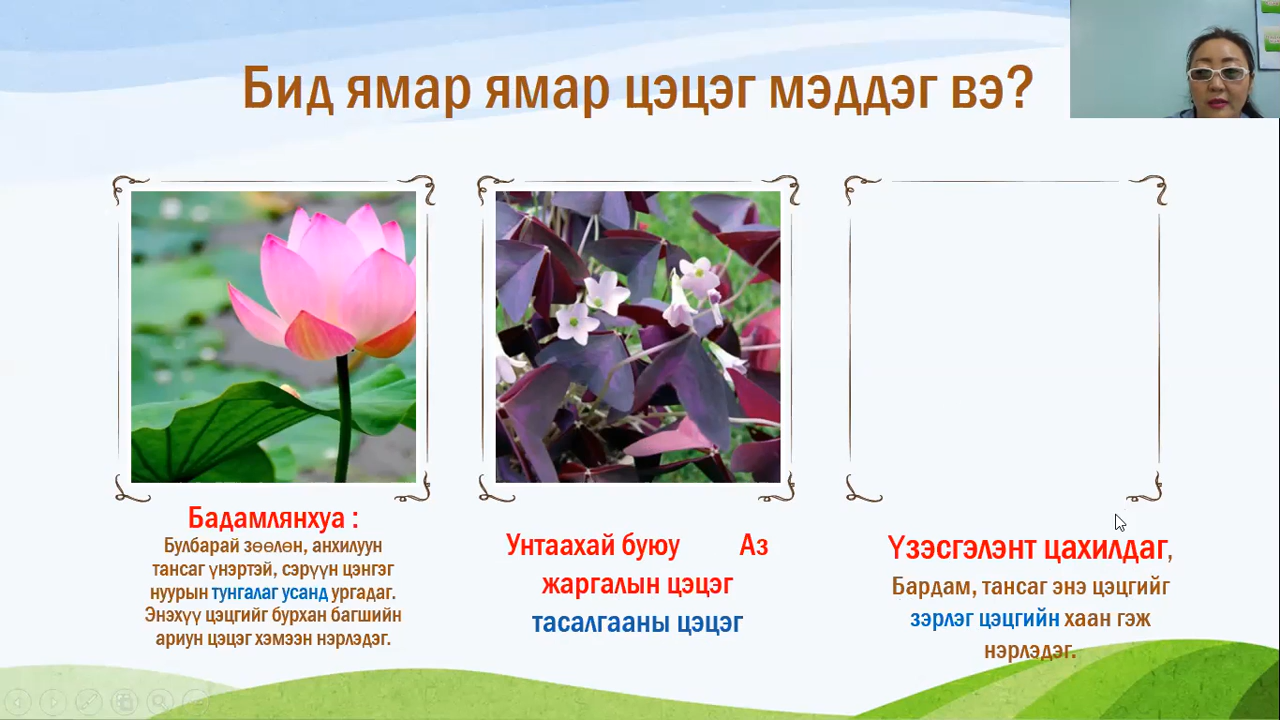 Бид ямар ямар цэцэг мэддэг вэ?
Бадамлянхуа :
Булбарай зөөлөн, анхилуун
тансаг үнэртэй, сэрүүн цэнгэг
нуурын тунгалаг усанд ургадаг.
Энэхүү цэцгийг бурхан багшийн
ариун цэцэг хэмээн нэрлэдэг.
Унтаахай буюу Аз
жаргалын цэцэг
тасалгааны цэцэг
Үзэсгэлэнт цахилдаг,
Бардам, тансаг энэ цэцгийг
зэрлэг цэцгийн хаан гэж
нэрлэдэг.